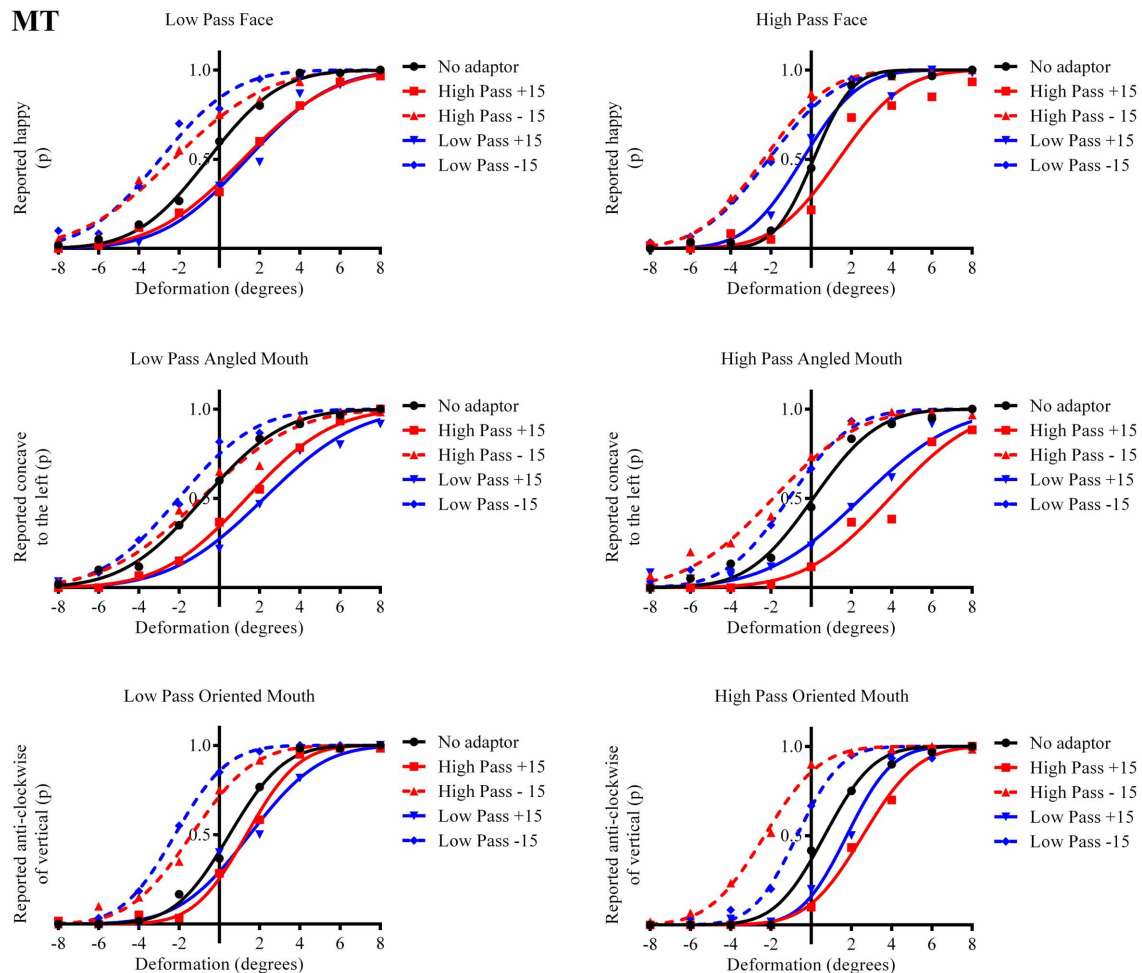 MT
Low Pass Face
Reported happy
(p)
1.0
0.5
-8 -6 -4 -2 2 4 6 8
Deformation (degrees)
No adaptor
High Pass +15
High Pass - 15
Low Pass +15
Low Pass -15
High Pass Face
Reported happy
(p)
1.0
0.5
-8 -6 -4 -2 0 2 4 6 8
Deformation (degrees)
No adaptor
High Pass +15
High Pass - 15
Low Pass +15
Low Pass -15
Low Pass Angled Mouth
Reported concave
to the left (p)
1.0
0.5
-8 -6 -4 -2 0 2 4 6 8
Deformation (degrees)
No adaptor
High Pass +15
High Pass - 15
Low Pass +15
Low Pass -15
High Pass Angled Mouth
Reported concave
to the left (p)
1.0
0.5
-8 -6 -4 -2 0 2 4 6 8
Deformation (degrees)
No adaptor
High Pass +15
High Pass - 15
Low Pass +15
Low Pass -15
Low Pass Oriented Mouth
Reported anti-clockwise
of vertical (p)
1.0
0.5
-8 -6 -4 -2 0 2 4 6 8
Deformation (degrees)
No adaptor
High Pass +15
High Pass - 15
Low Pass +15
Low Pass -15
High Pass Oriented Mouth
Reported anti-clockwise
of vertical (p)
1.0
0.5
-8 -6 -4 -2 0 2 4 6 8
Deformation (degrees)
No adaptor
High Pass +15
High Pass - 15
Low Pass +15
Low Pass -15